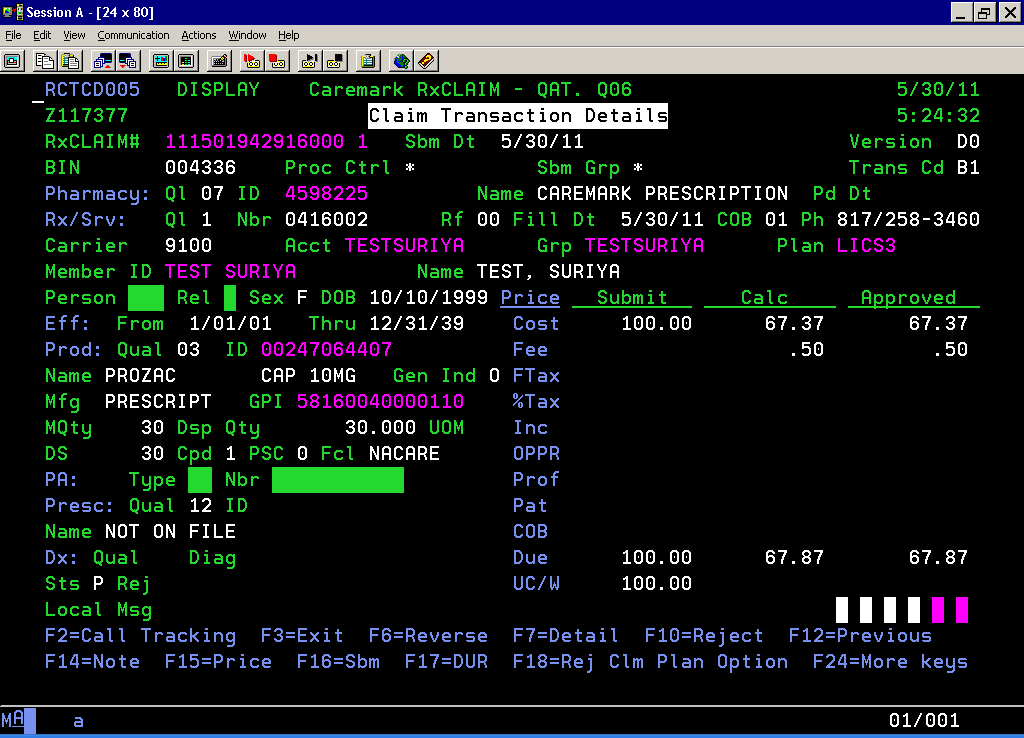 Session A - [24 x 80]
File Edit View Communication Actions Window Help
RCTCD005 DISPLAY Caremark RxCLAIM - QAT. Q06 5/30/11
Z117377 Claim Transaction Details 5:24:32
RxCLAIM# 111501942916000 1 Sbm Dt 5/30/11 Version D0
BIN 004336 Proc Ctrl * Sbm Grp * Trans Cd B1
Pharmacy: Ql 07 ID 4598225 Name CAREMARK PRESCRIPTION Pd Dt
Rx/Srv: Ql 1 Nbr 0416002 Rf 00 Fill Dt 5/30/11 COB 01 Ph 817/258-3460
Carrier 9100 Acct TESTSURIYA Grp TESTSURIYA Plan LICS3
Member ID TEST SURIYA Name TEST, SURIYA
Person Rel Sex F DOB 10/10/1999 Price Submit Calc Approved
Eff: From 1/01/01 Thru 12/31/39 Cost 100.00 67.37 67.37
Prod: Qual 03 ID 00247064407 Fee .50 .50
Name PROZAC CAP 10MG Gen Ind O FTax
Mfg PRESCRIPT GPI 58160040000110 %Tax
MQty 30 Dsp Qty 30.000 UOM Inc
DS 30 Cpd 1 PSC 0 Fcl NACARE OPPR
PA: Type Nbr Prof
Presc: Qual 12 ID Pat
Name NOT ON FILE COB
Dx: Qual Diag Due 100.00 67.87 67.87
Sts P Rej UC/W 100.00
Local Msg
F2=Call Tracking F3=Exit F6=Reverse F7=Detail F10=Reject F12=Previous
F14=Note F15=Price F16=Sbm F17=DUR F18=Rej Clm Plan Option F24=More keys
MA a 01/001